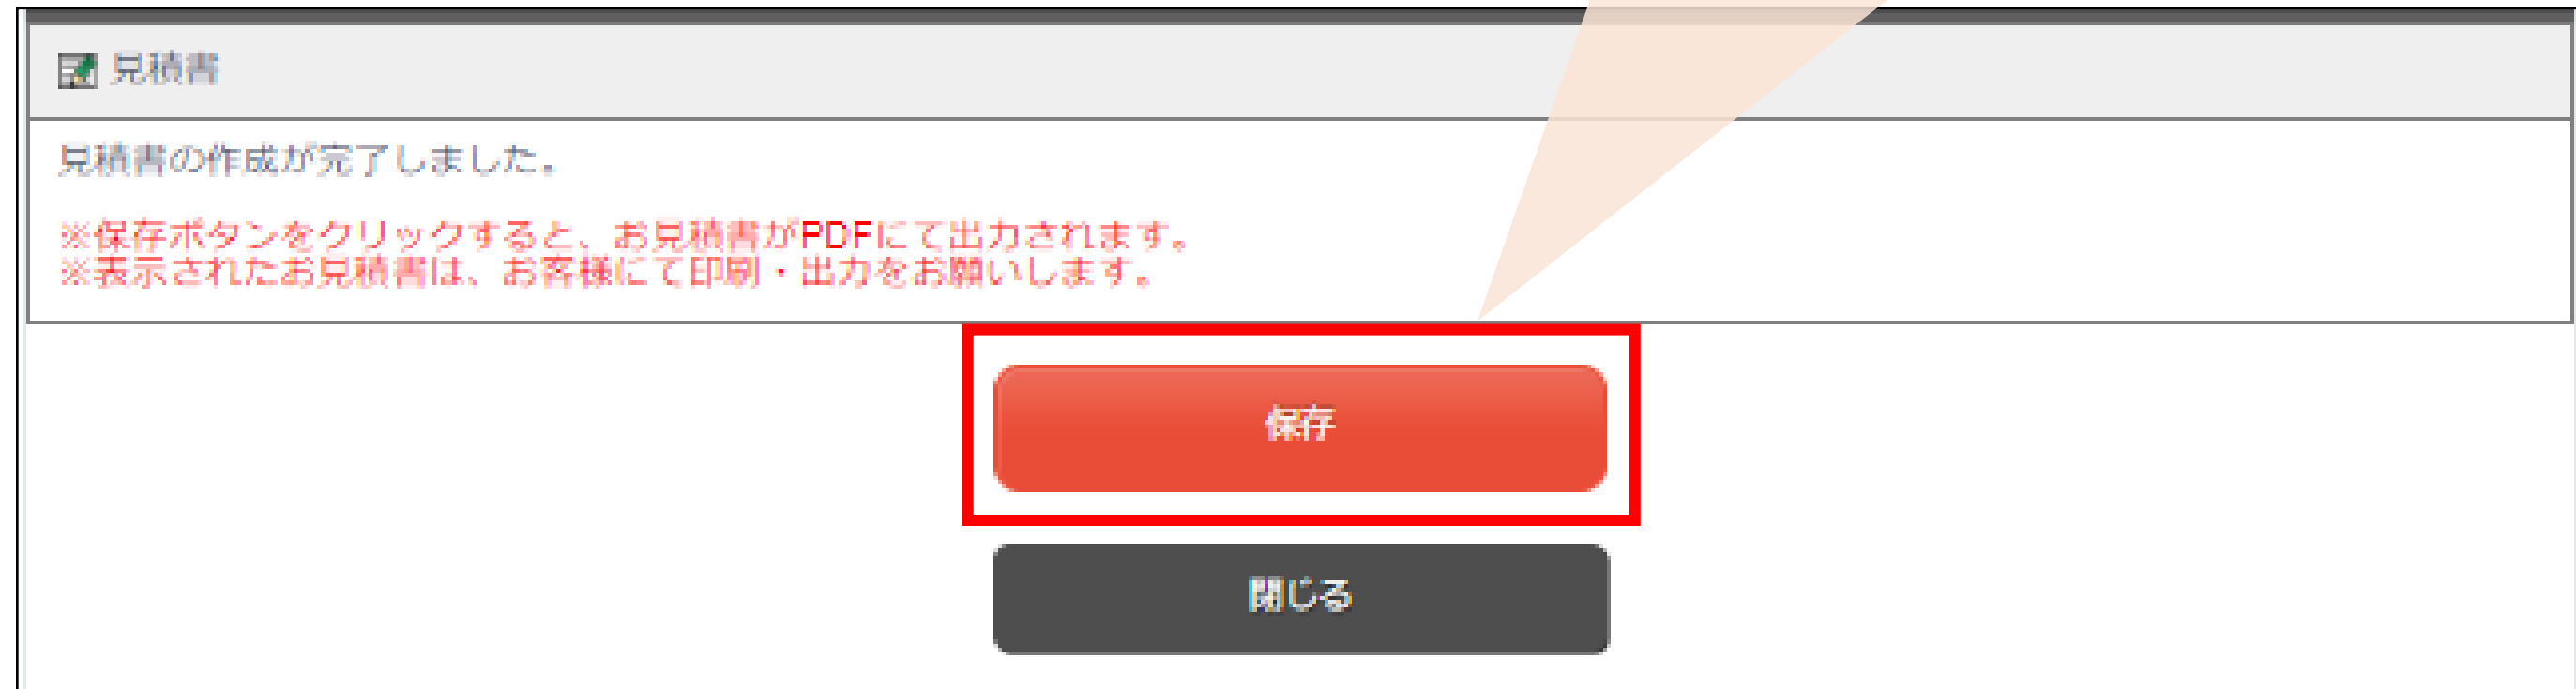 見積書
見積書の作成が完了しました。
※保存ボタンをクリックすると、お見積書がPDFにて出力されます。
※表示されたお見積書は、お客様にて印刷・出力をお願いします。
保存
閉じる